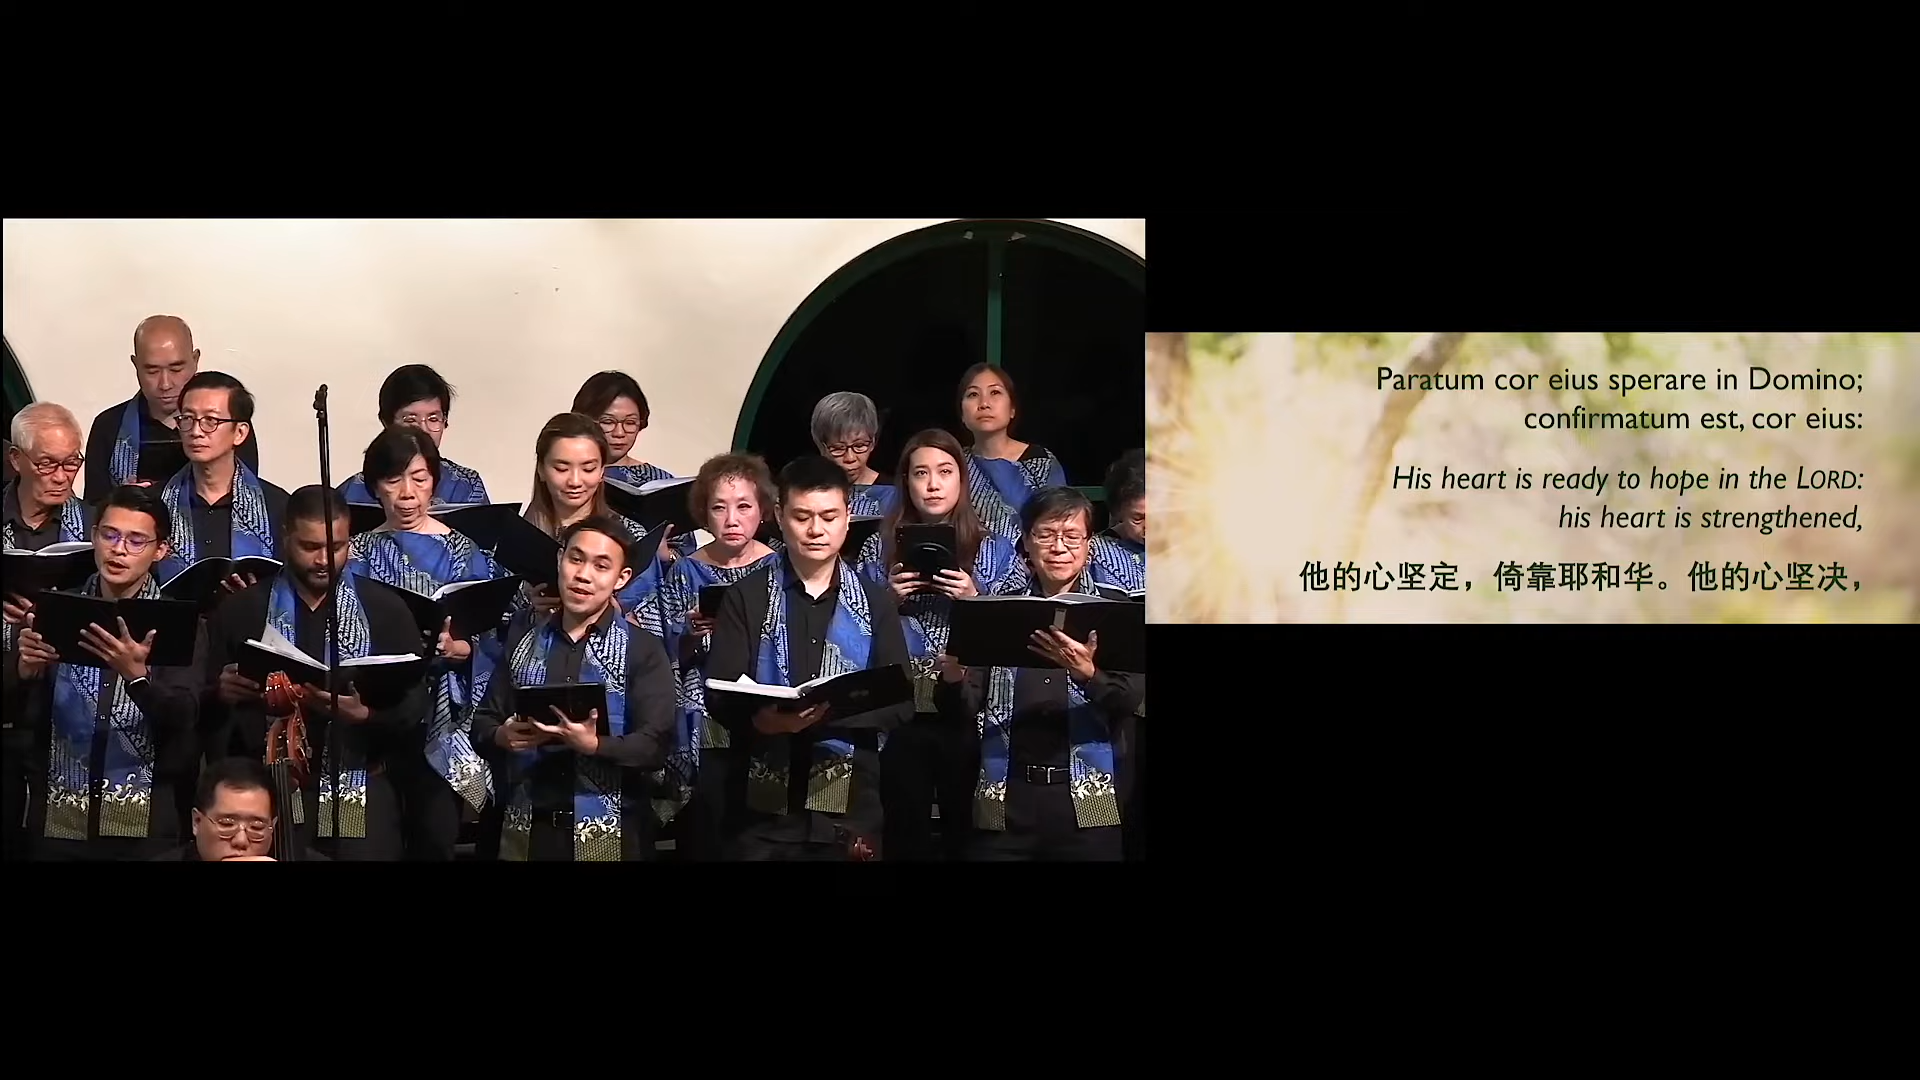 Paratum cor eius sperare in Domino;
confirmatum est, cor eius:
His heart is ready to hope in the LORD:
his heart is strengthened,
他的心坚定，倚靠耶和华。他的心坚决，